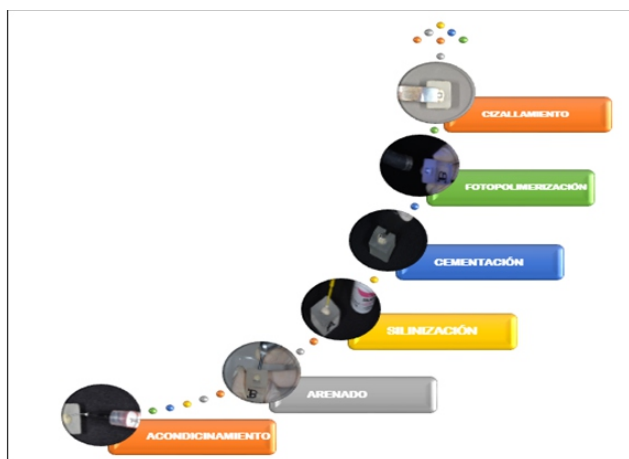 CIZALLAMIENTO
FOTOPOLIMERIZACIÓN
CEMENTACIÓN
SILINIZACIÓN
ARENADO
ACONDICINAMIENTO